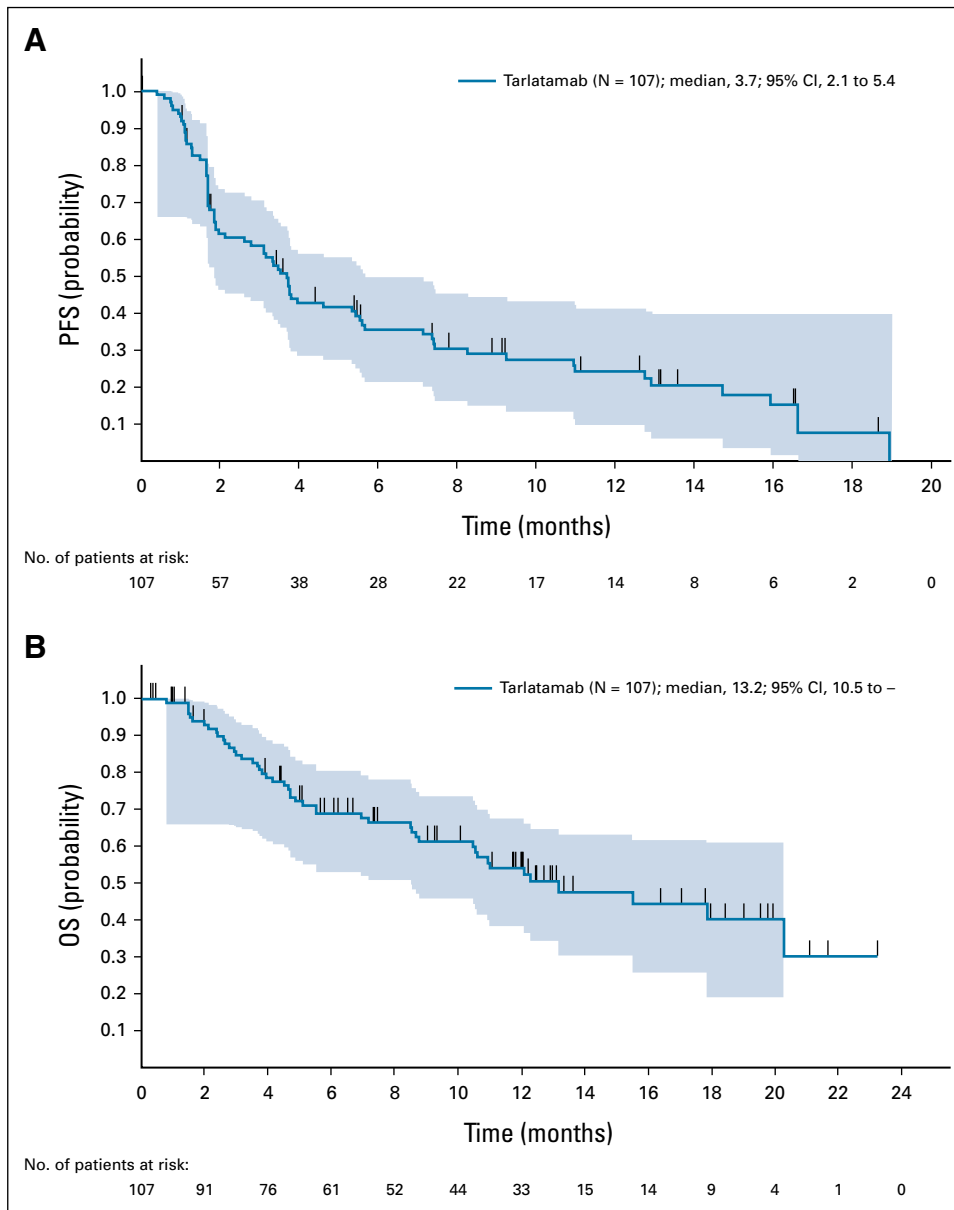 A
Tarlatamab (N = 107); median, 3.7; 95% CI, 2.1 to 5.4
1.0
0.9
0.8
0.7
0.6
0.5
0.4
0.3
0.2
0.1
PFS (probability)
0 2 4 6 8 10 12 14 16 18 20
Time (months)
No. of patients at risk:
107 57 38 28 22 17 14 8 6 2 0
B
Tarlatamab (N = 107); median, 13.2; 95% CI, 10.5 to –
1.0
0.9
0.8
0.7
0.6
0.5
0.4
0.3
0.2
0.1
OS (probability)
0 2 4 6 8 10 12 14 16 18 20 22 24
Time (months)
No. of patients at risk:
107 91 76 61 52 44 33 15 14 9 4 1 0